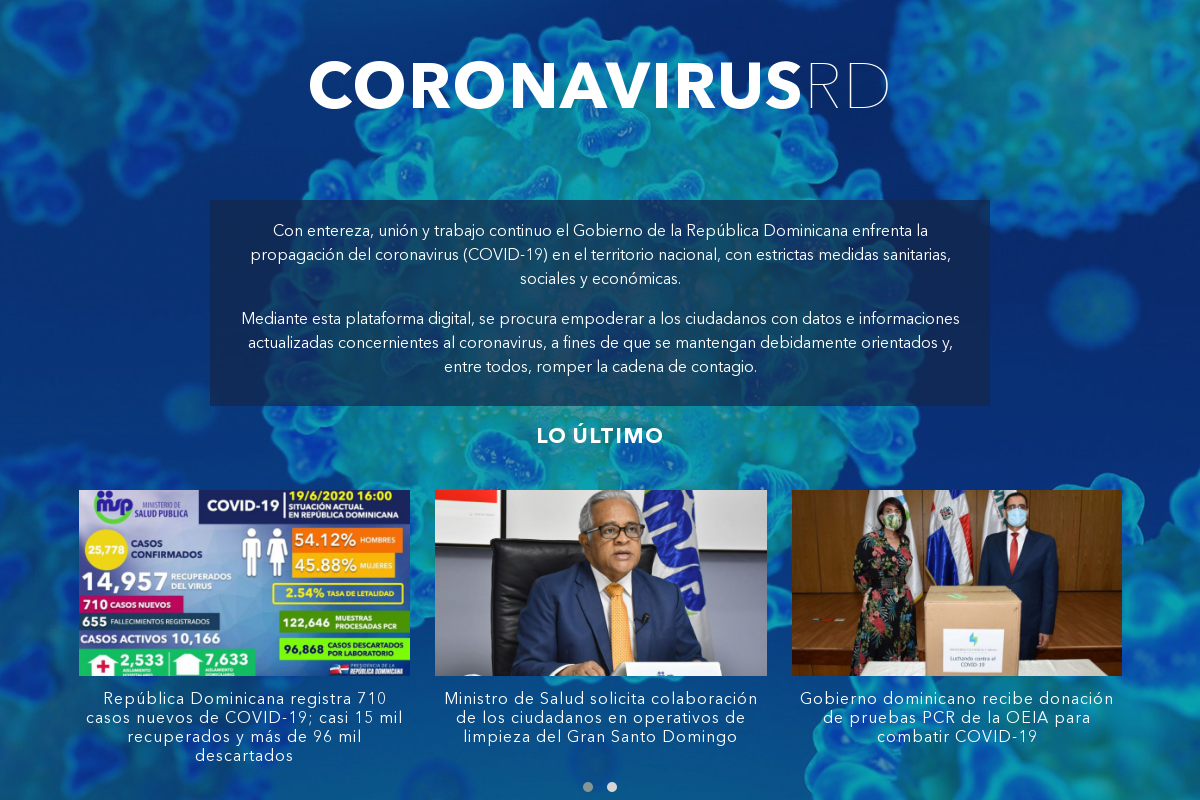 CORONAVIRUSRD
Con entereza, unión y trabajo continuo el Gobierno de la República Dominicana enfrenta la
propagación del coronavirus (COVID-19) en el territorio nacional, con estrictas medidas sanitarias,
sociales y económicas.
Mediante esta plataforma digital, se procura empoderar a los ciudadanos con datos e informaciones
actualizadas concernientes al coronavirus, a fines de que se mantengan debidamente orientados y,
entre todos, romper la cadena de contagio.
LO ÚLTIMO
msp MINISTERIO DE
SALUD PUBLICA
COVID-19
19/6/2020 16:00
SITUACIÓN ACTUAL
EN REPÚBLICA DOMINICANA
25,778 CASOS
CONFIRMADOS
14,957 RECUPERADOS
DEL VIRUS
710 CASOS NUEVOS
655 FALLECIMIENTOS REGISTRADOS
CASOS ACTIVOS 10,166
2,533
7,633
54.12% HOMBRES
45.88% MUJERES
2.54% TASA DE LETALIDAD
122,646 MUESTRAS
PROCESADAS PCR
96,868 CASOS DESCARTADOS
POR LABORATORIO
PRESIDENCIA DE LA
REPÚBLICA DOMINICANA
Luchando contra el
COVID-19
República Dominicana registra 710
casos nuevos de COVID-19; casi 15 mil
recuperados y más de 96 mil
descartados
Ministro de Salud solicita colaboración
de los ciudadanos en operativos de
limpieza del Gran Santo Domingo
Gobierno dominicano recibe donación
de pruebas PCR de la OEIA para
combatir COVID-19